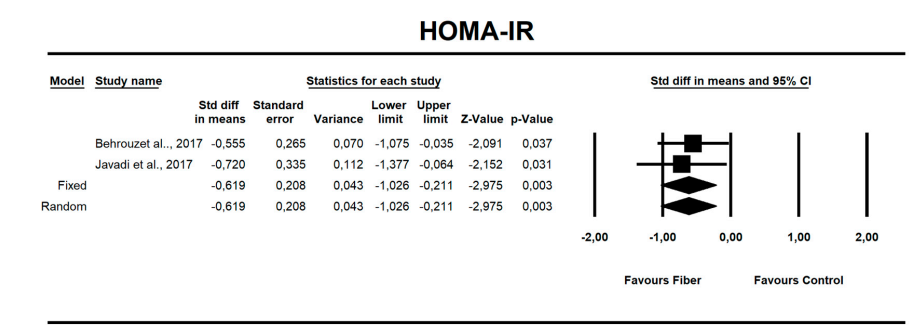 HOMA-IR
Model Study name Statistics for each study Std diff in means and 95% CI
Std diff Standard Lower Upper
in means error Variance limit limit Z-Value p-Value
Behrouzet al.., 2017 -0,555 0,265 0,070 -1,075 -0,035 -2,091 0,037
Javadi et al., 2017 -0,720 0,335 0,112 -1,377 -0,064 -2,152 0,031
Fixed -0,619 0,208 0,043 -1,026 -0,211 -2,975 0,003
Random -0,619 0,208 0,043 -1,026 -0,211 -2,975 0,003
-2,00 -1,00 0,00 1,00 2,00
Favours Fiber Favours Control